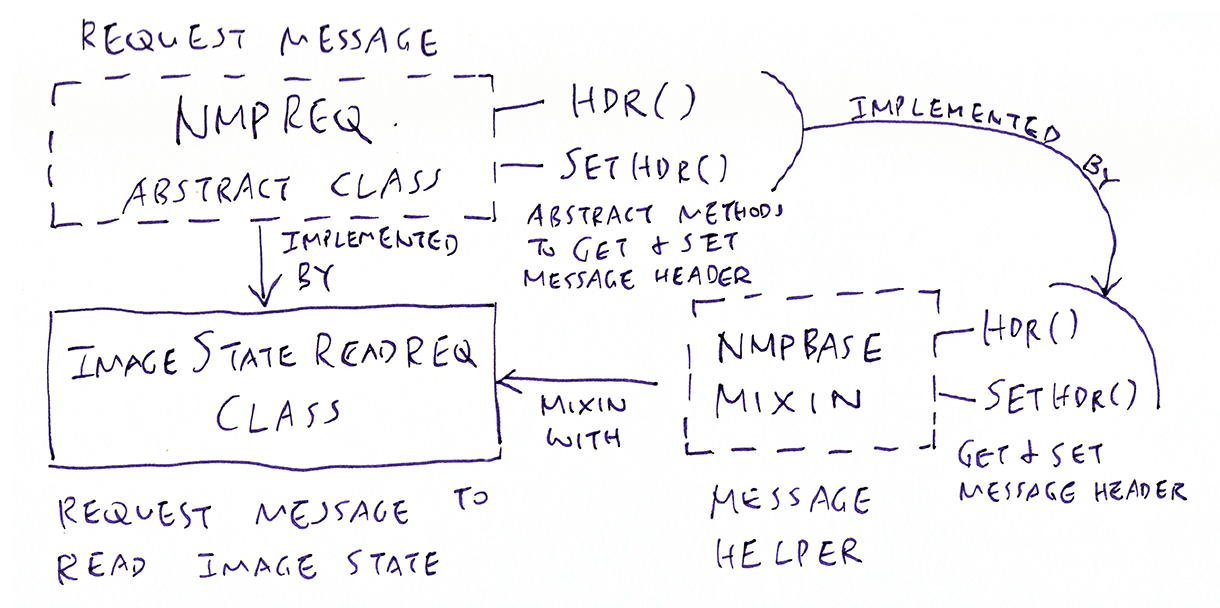 REQUEST MESSAGE
NMPREQ
ABSTRACT CLASS
HDR()
SETHDR()
ABSTRACT METHODS
TO GET & SET
MESSAGE HEADER
IMPLEMENTED BY
IMPLEMENTED
BY
IMAGESTATEREADREQ
CLASS
REQUEST MESSAGE TO
READ IMAGE STATE
MIXIN
WITH
NMPBASE
MIXIN
MESSAGE
HELPER
HDR()
SETHDR()
GET & SET
MESSAGE HEADER